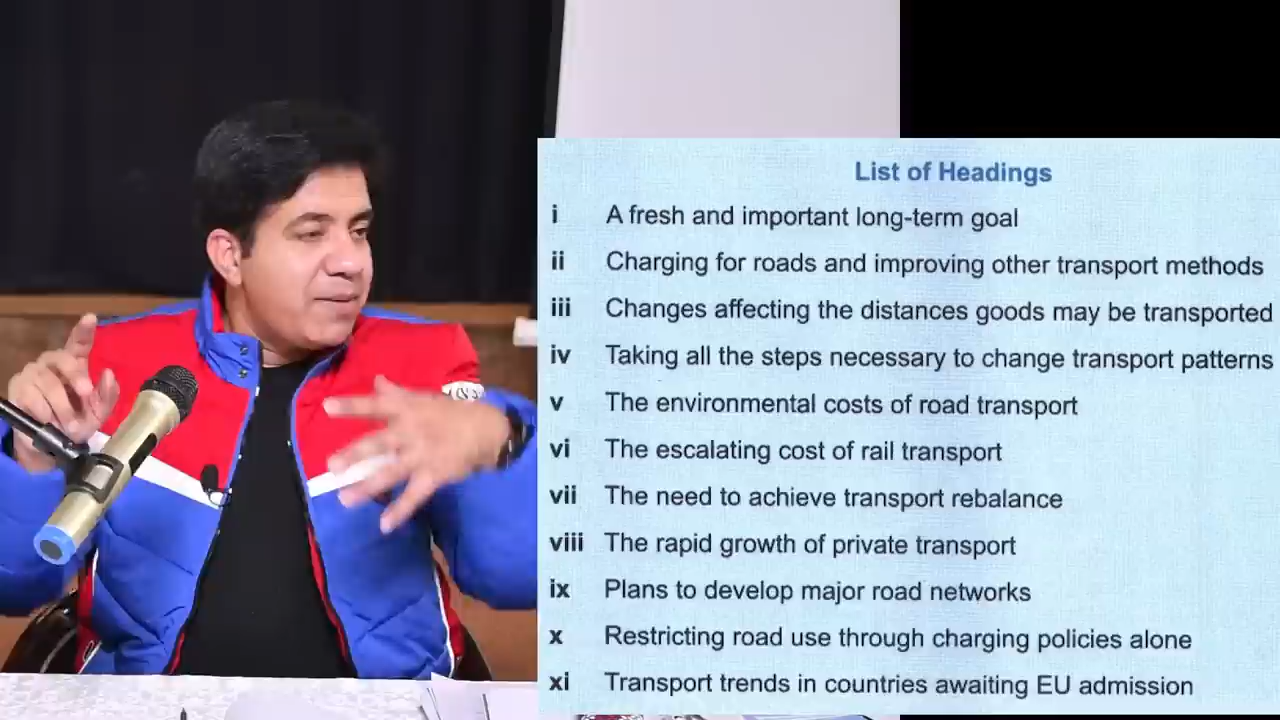 List of Headings
i A fresh and important long-term goal
ii Charging for roads and improving other transport methods
iii Changes affecting the distances goods may be transported
iv Taking all the steps necessary to change transport patterns
v The environmental costs of road transport
vi The escalating cost of rail transport
vii The need to achieve transport rebalance
viii The rapid growth of private transport
ix Plans to develop major road networks
x Restricting road use through charging policies alone
xi Transport trends in countries awaiting EU admission